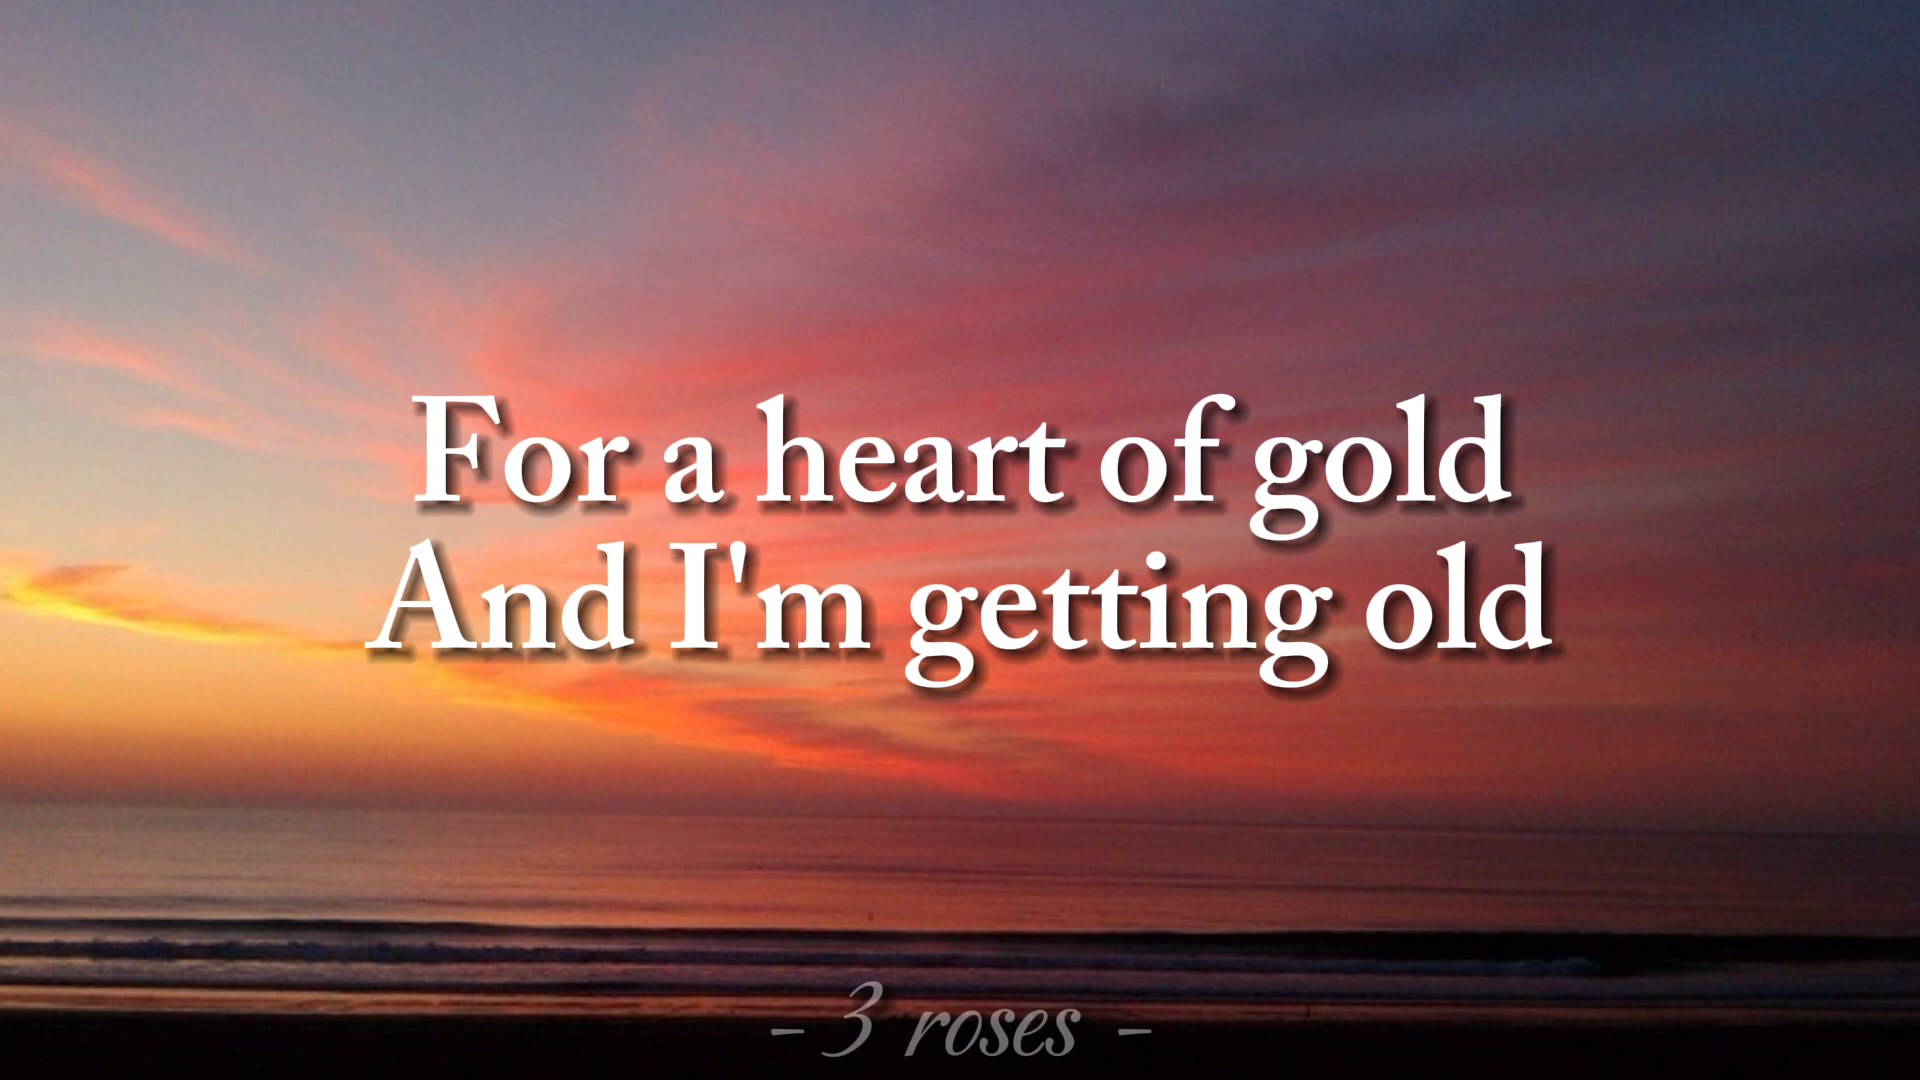 For a heart of gold
And I'm getting old
- 3 roses -